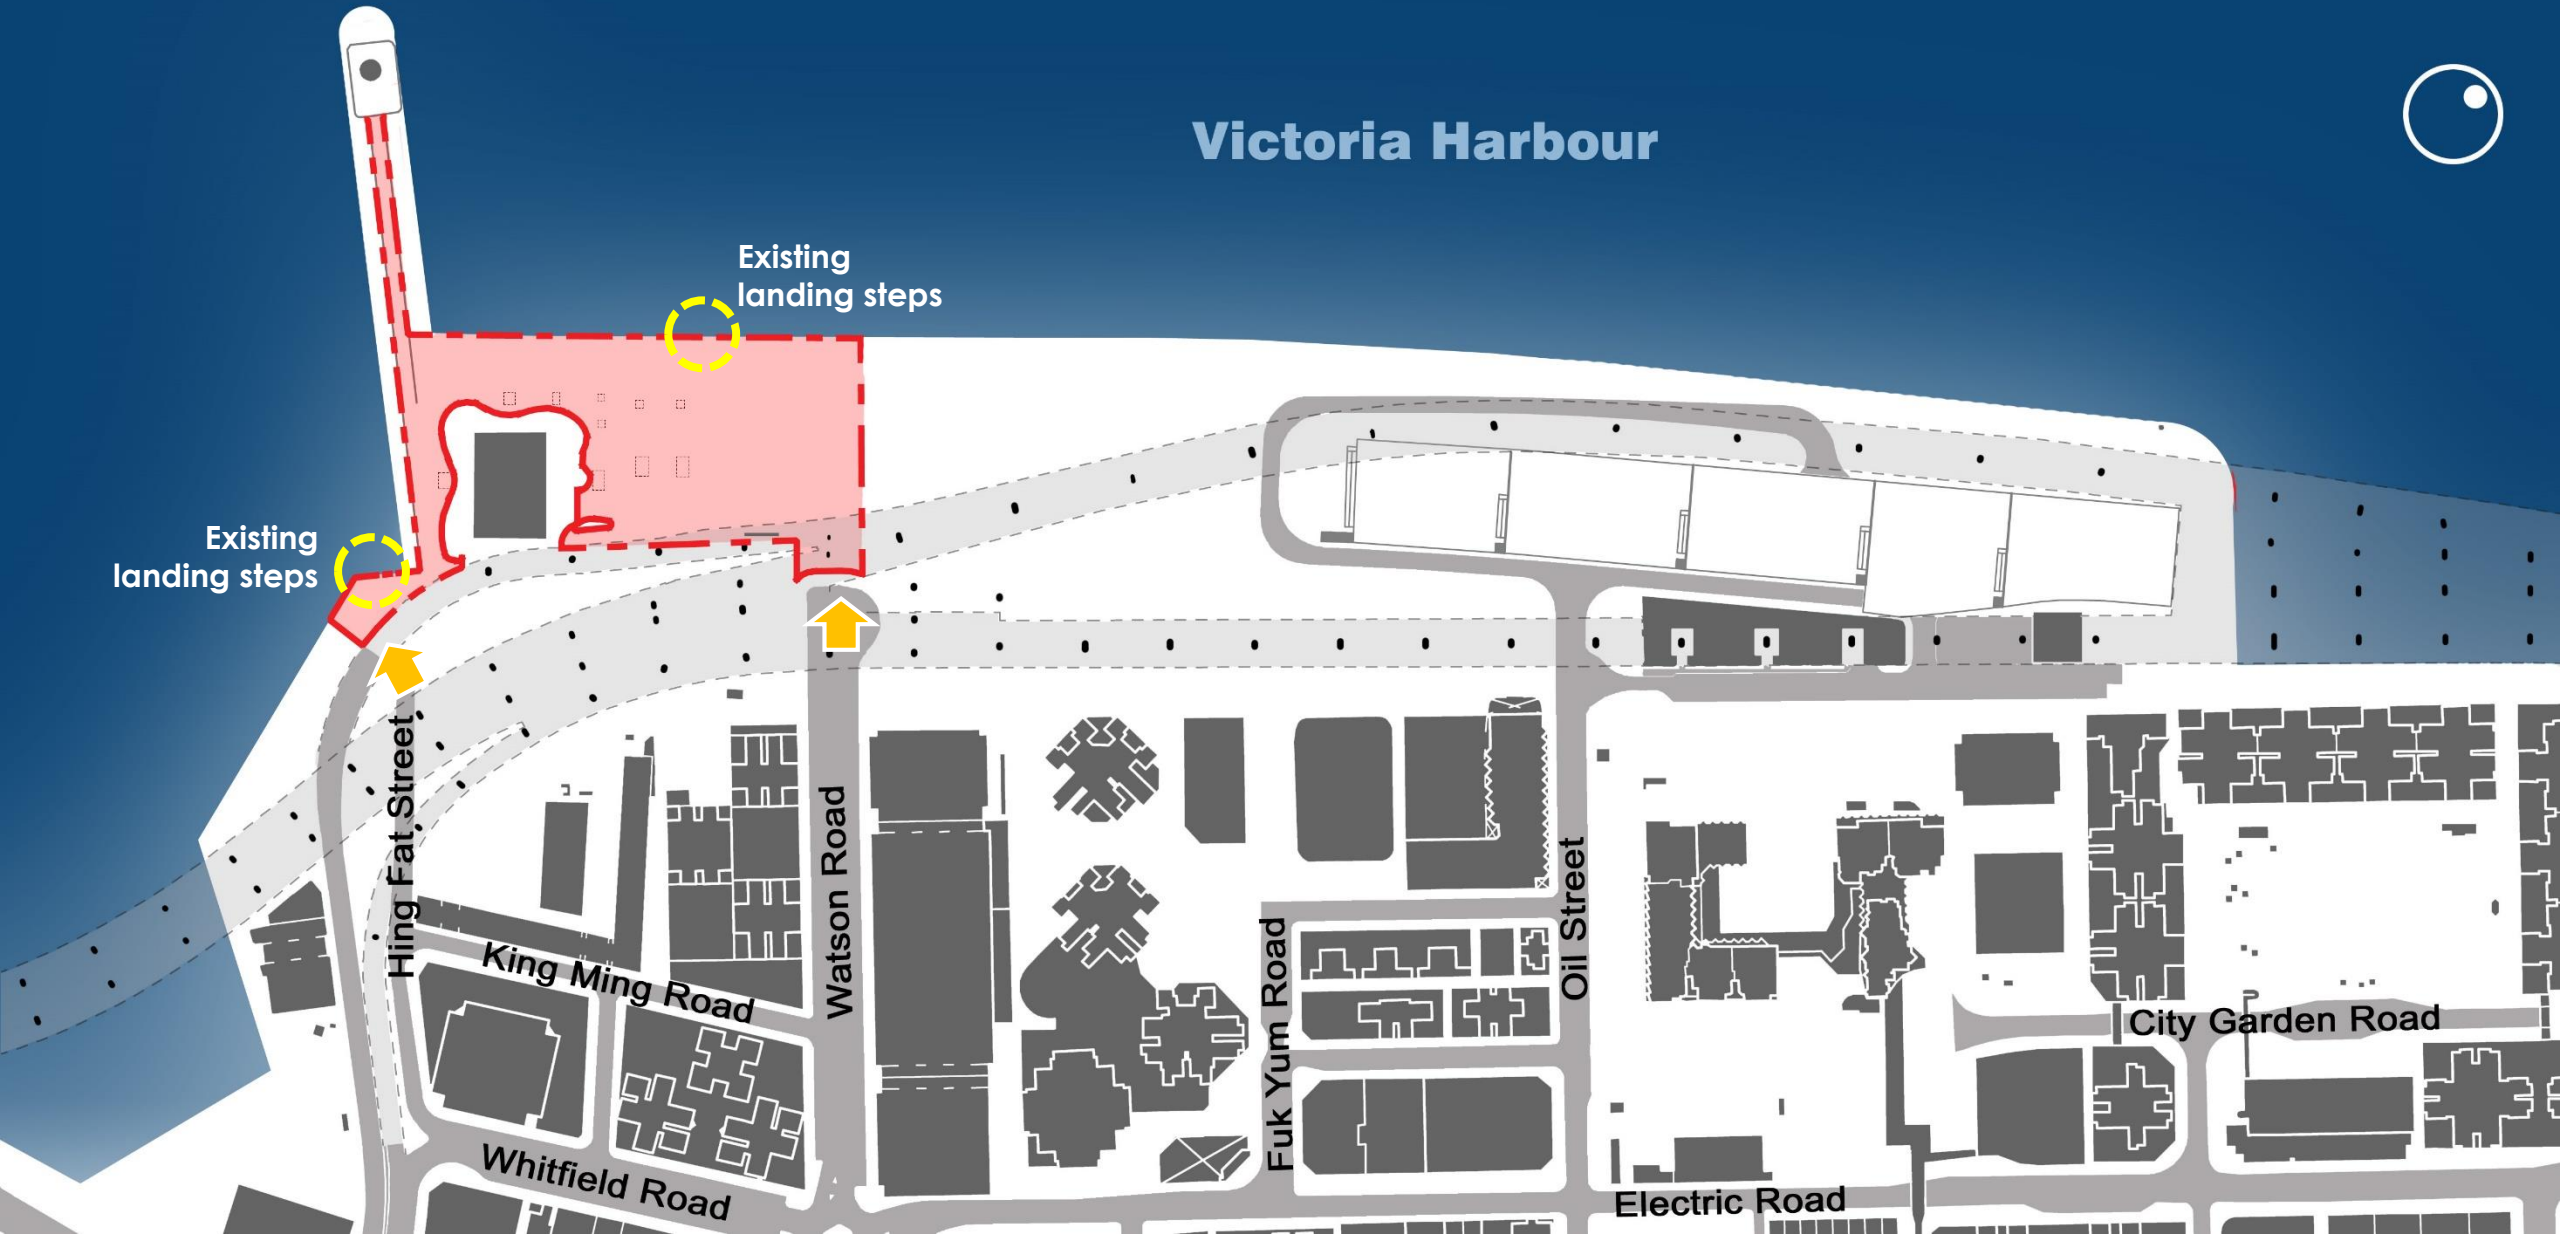 Victoria Harbour
Existing
landing steps
Existing
landing steps
Hing Fat Street
King Ming Road
Watson Road
Whitfield Road
Fuk Yum Road
Oil Street
City Garden Road
Electric Road